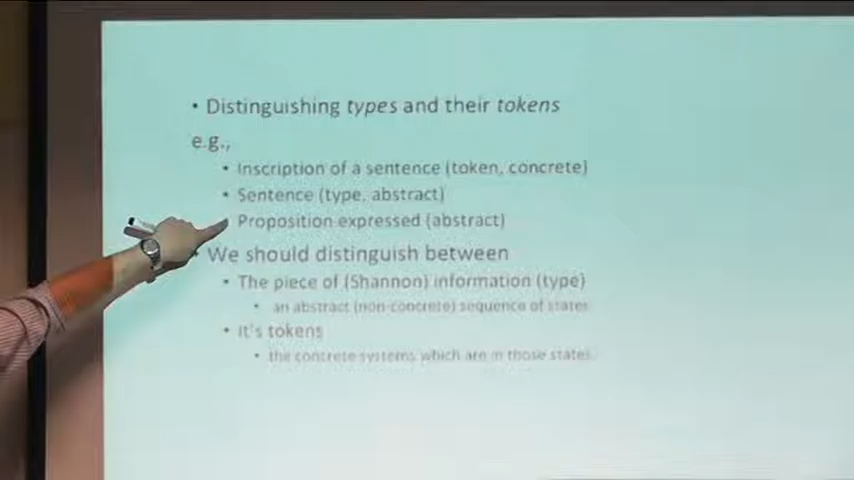 • Distinguishing types and their tokens
e.g.,
• Inscription of a sentence (token, concrete)
• Sentence (type, abstract)
• Proposition expressed (abstract)
• We should distinguish between
• The piece of (Shannon) information (type)
• an abstract (non-concrete) sequence of states
• It's tokens
• the concrete systems which are in those states